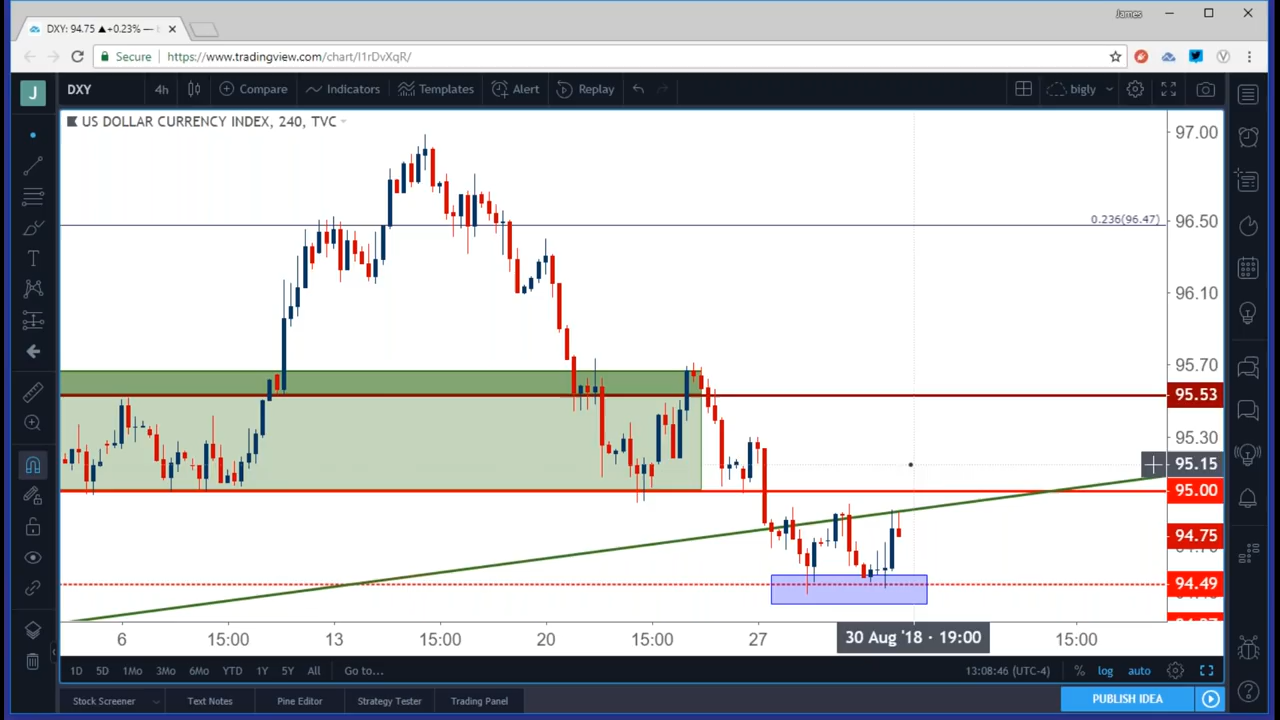 James
DXY: 94.75 ▲+0.23% —
Secure https://www.tradingview.com/chart/I1rDvXqR/
J DXY 4h Compare Indicators Templates Alert Replay bigly
US DOLLAR CURRENCY INDEX, 240, TVC
97.00
0.236(96.47) 96.50
96.10
95.70
95.53
95.30
95.15
95.00
94.75
94.49
6 15:00 13 15:00 20 15:00 27 30 Aug '18 · 19:00 15:00
1D 5D 1Mo 3Mo 6Mo YTD 1Y 5Y All Go to... 13:08:46 (UTC-4) % log auto
Stock Screener Text Notes Pine Editor Strategy Tester Trading Panel PUBLISH IDEA